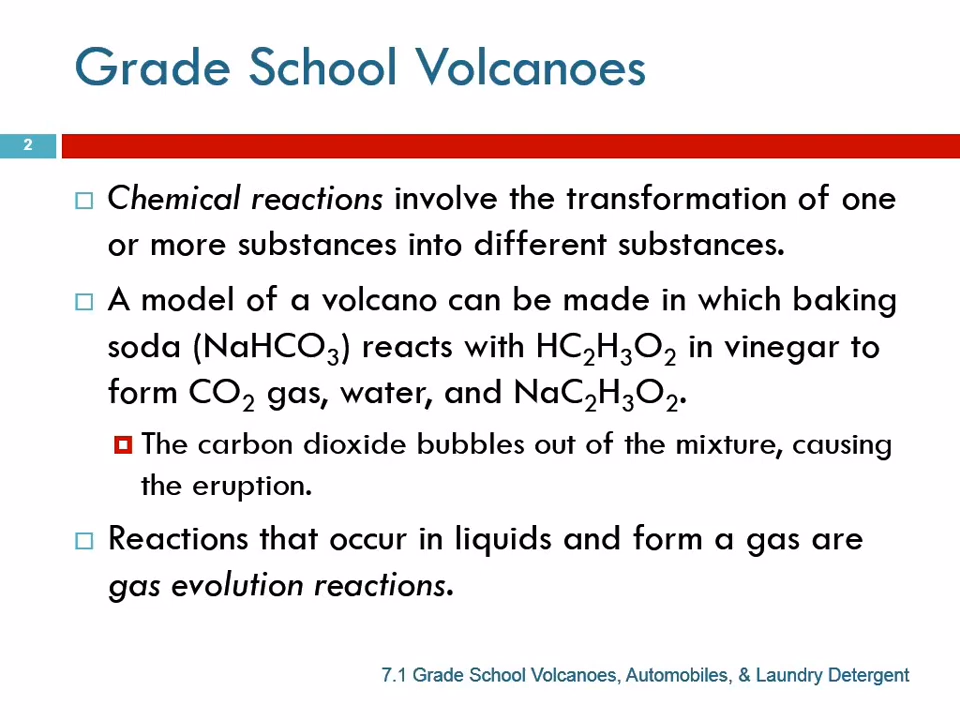 Grade School Volcanoes
2
Chemical reactions involve the transformation of one
or more substances into different substances.
A model of a volcano can be made in which baking
soda (NaHCO₃) reacts with HC₂H₃O₂ in vinegar to
form CO₂ gas, water, and NaC₂H₃O₂.
The carbon dioxide bubbles out of the mixture, causing
the eruption.
Reactions that occur in liquids and form a gas are
gas evolution reactions.
7.1 Grade School Volcanoes, Automobiles, & Laundry Detergent